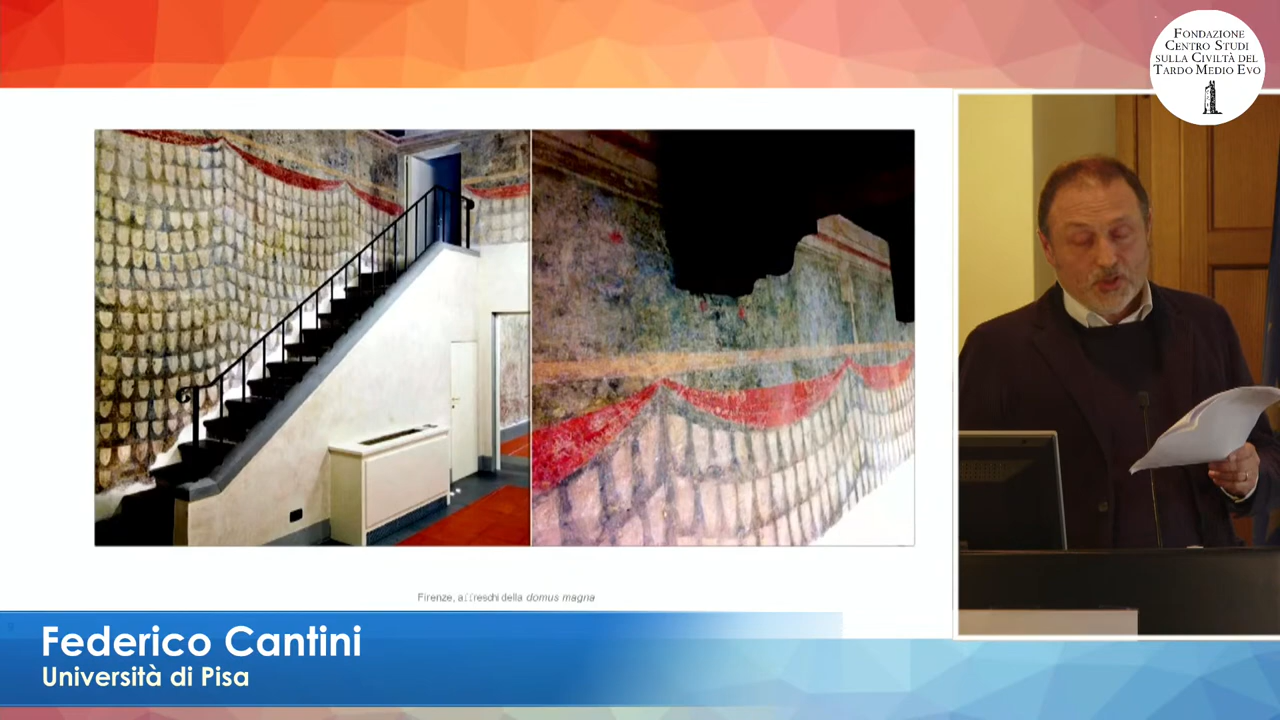 FONDAZIONE
CENTRO STUDI
SULLA CIVILTÀ DEL
TARDO MEDIO EVO
Firenze, affreschi della domus magna
Federico Cantini
Università di Pisa